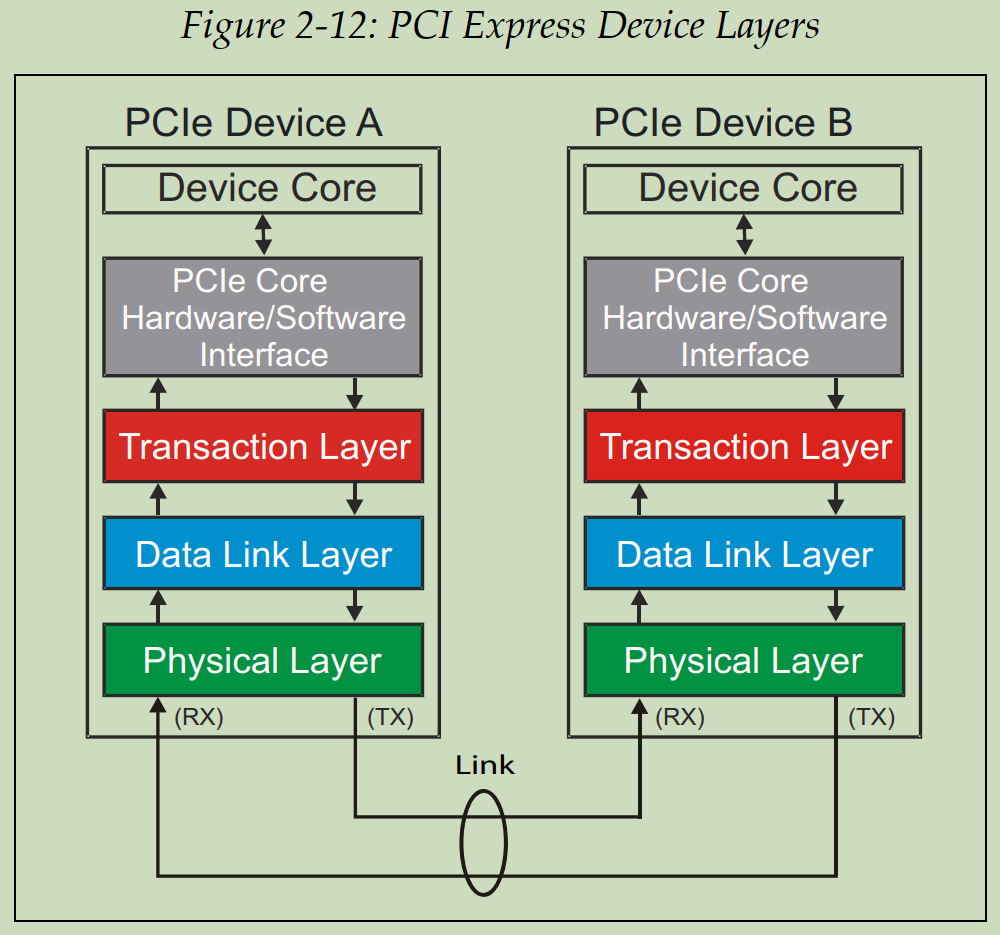 Figure 2-12: PCI Express Device Layers
PCIe Device A
Device Core
PCIe Core
Hardware/Software
Interface
Transaction Layer
Data Link Layer
Physical Layer
(RX)
(TX)
PCIe Device B
Device Core
PCIe Core
Hardware/Software
Interface
Transaction Layer
Data Link Layer
Physical Layer
(RX)
(TX)
Link